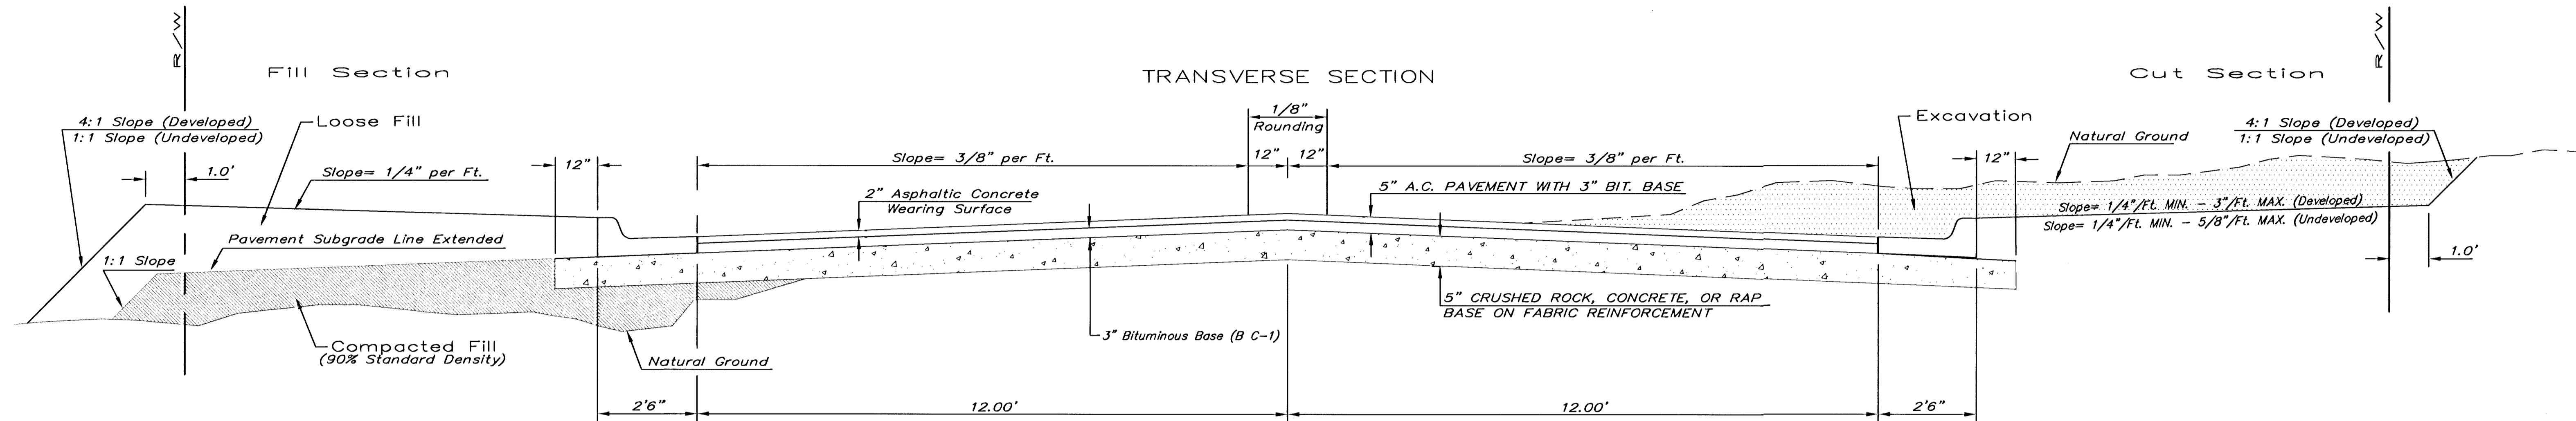 R/W
Fill Section
TRANSVERSE SECTION
Cut Section
R/W
4:1 Slope (Developed)
1:1 Slope (Undeveloped)
Loose Fill
1/8"
Rounding
Excavation
Natural Ground
4:1 Slope (Developed)
1:1 Slope (Undeveloped)
1.0'
Slope= 1/4" per Ft.
12"
Slope= 3/8" per Ft.
12"
12"
Slope= 3/8" per Ft.
12"
2" Asphaltic Concrete
Wearing Surface
5" A.C. PAVEMENT WITH 3" BIT. BASE
Slope= 1/4"/Ft. MIN. - 3"/Ft. MAX. (Developed)
Slope= 1/4"/Ft. MIN. - 5/8"/Ft. MAX. (Undeveloped)
Pavement Subgrade Line Extended
1:1 Slope
1.0'
5" CRUSHED ROCK, CONCRETE, OR RAP
BASE ON FABRIC REINFORCEMENT
3" Bituminous Base (B C-1)
Compacted Fill
(90% Standard Density)
Natural Ground
2'6"
12.00'
12.00'
2'6"